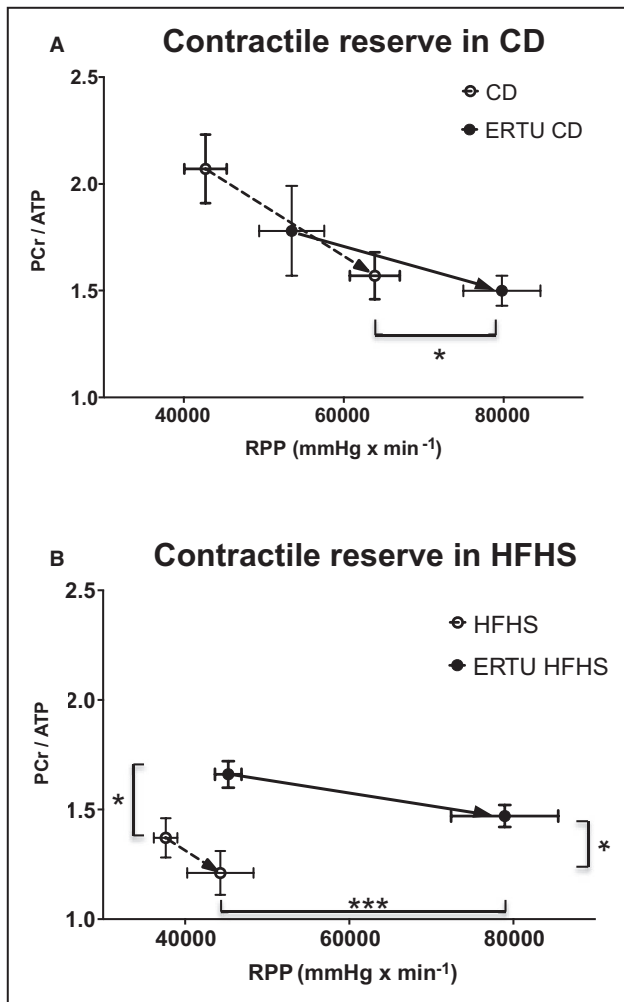 A
Contractile reserve in CD
2.5
2.0
1.5
1.0
PCr / ATP
CD
ERTU CD
*
40000 60000 80000
RPP (mmHg x min⁻¹)
B
Contractile reserve in HFHS
2.5
2.0
1.5
1.0
PCr / ATP
HFHS
ERTU HFHS
*
*
***
40000 60000 80000
RPP (mmHg x min⁻¹)